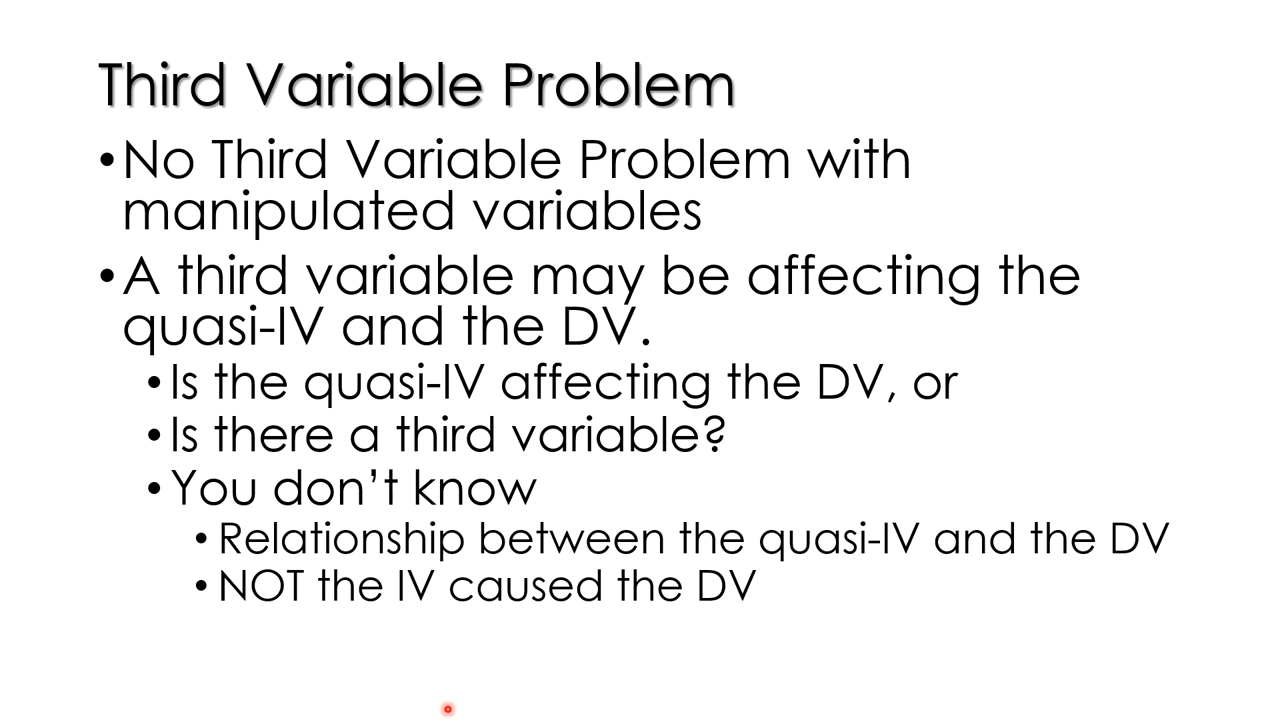 Third Variable Problem
•No Third Variable Problem with
manipulated variables
•A third variable may be affecting the
quasi-IV and the DV.
•Is the quasi-IV affecting the DV, or
•Is there a third variable?
•You don’t know
•Relationship between the quasi-IV and the DV
•NOT the IV caused the DV